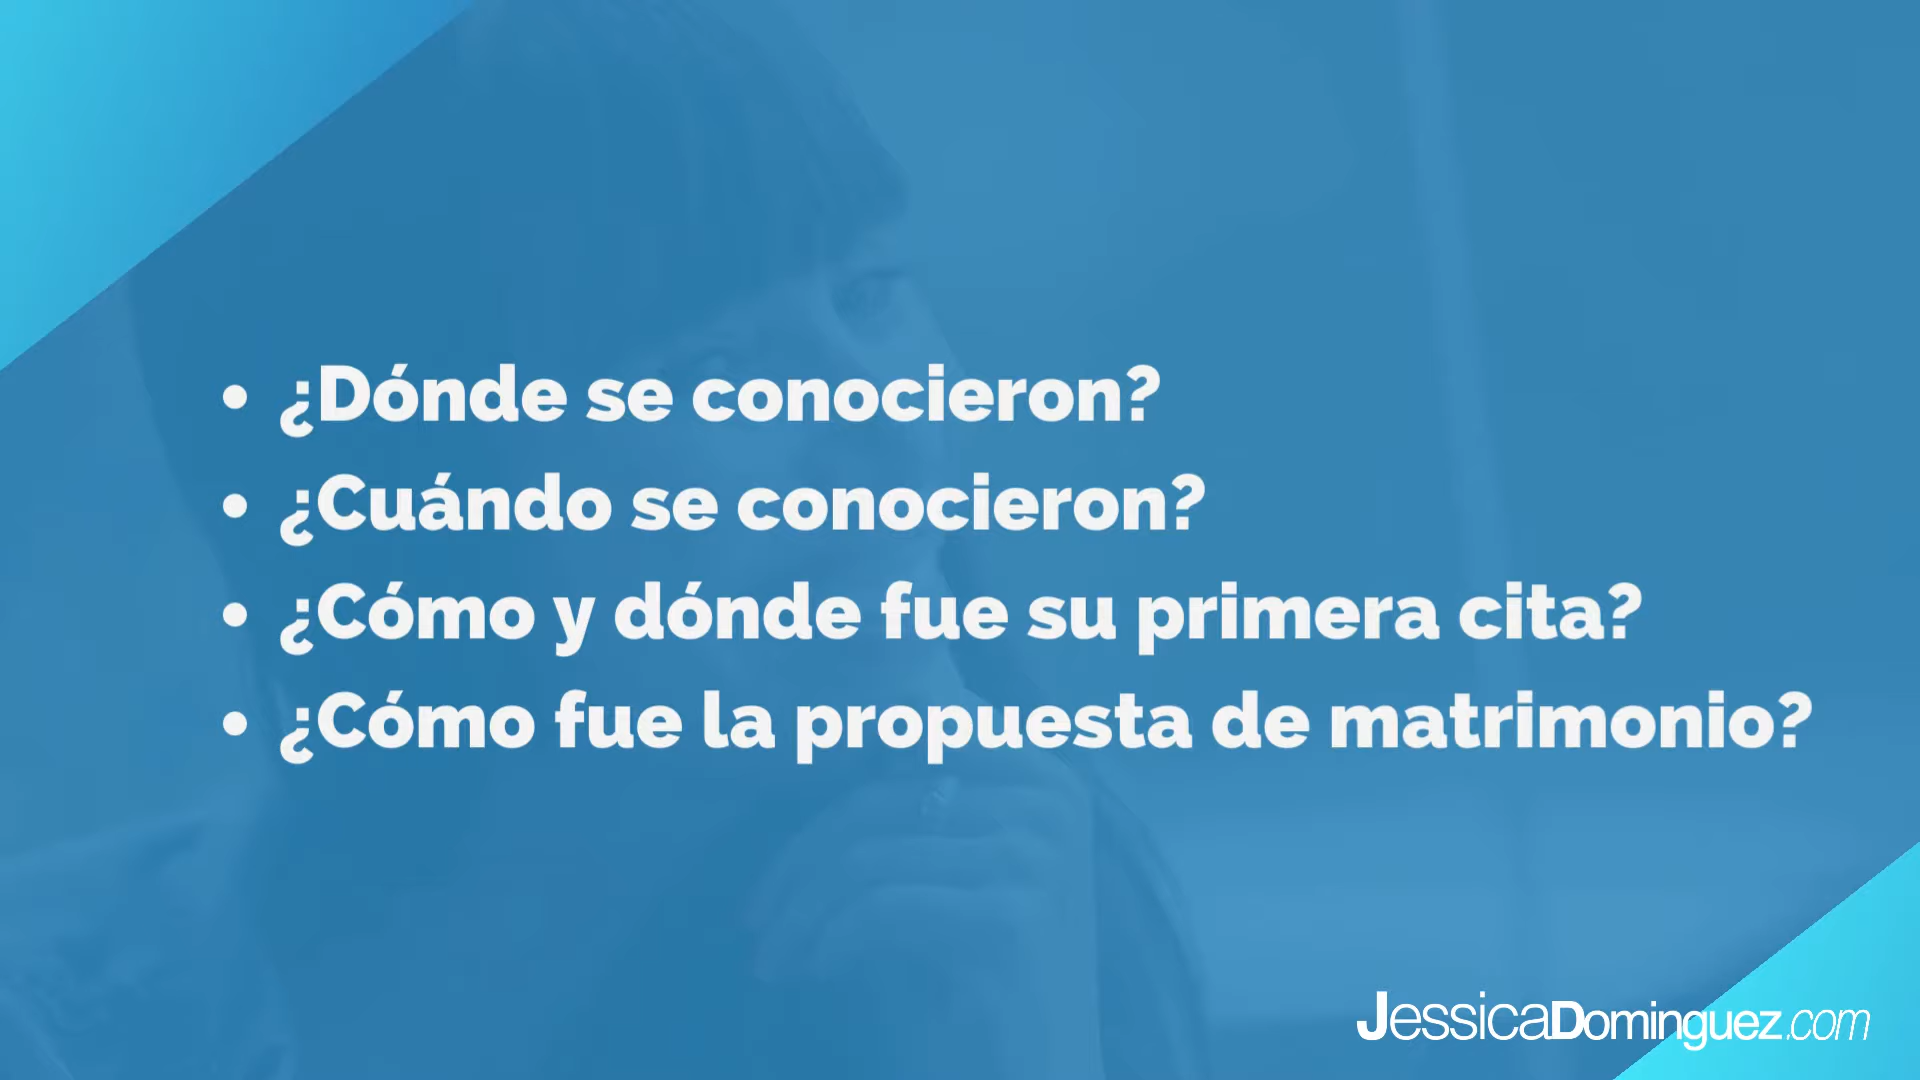 • ¿Dónde se conocieron?
• ¿Cuándo se conocieron?
• ¿Cómo y dónde fue su primera cita?
• ¿Cómo fue la propuesta de matrimonio?
JessicaDominguez.com